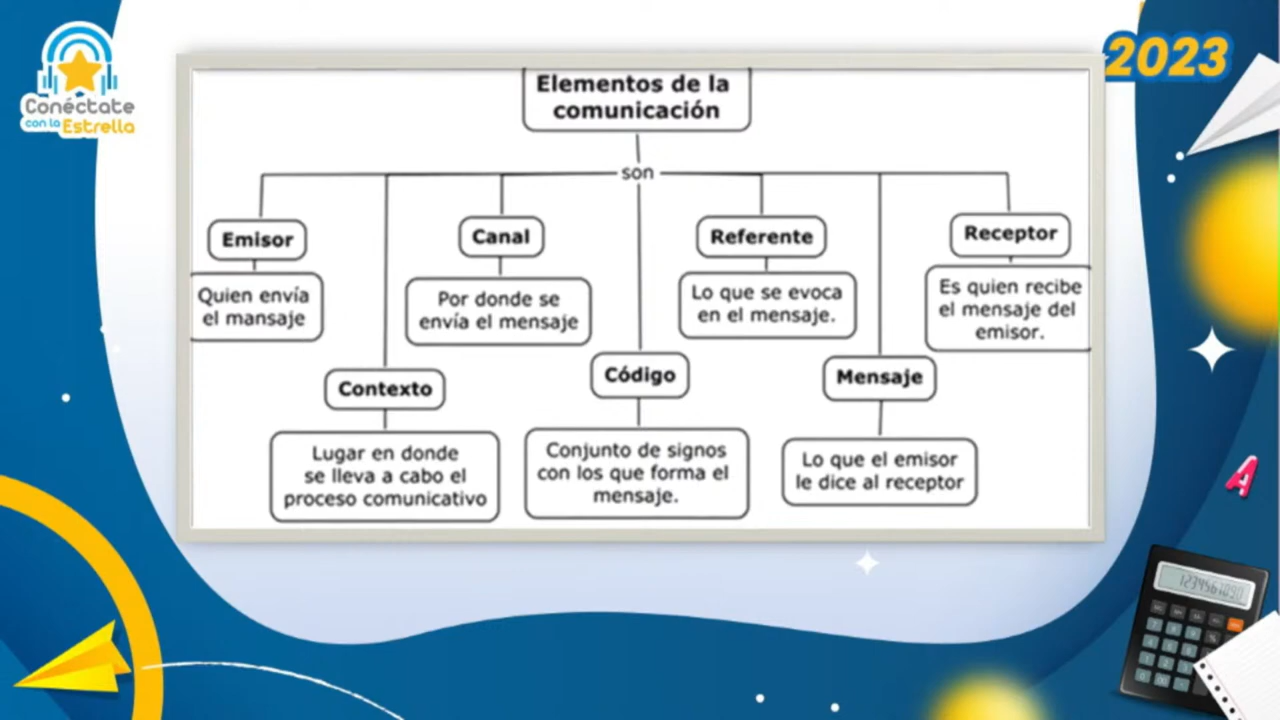 Conéctate
con la Estrella
2023
Elementos de la
comunicación
son
Emisor
Quien envía
el mansaje
Canal
Por donde se
envía el mensaje
Referente
Lo que se evoca
en el mensaje.
Receptor
Es quien recibe
el mensaje del
emisor.
Contexto
Lugar en donde
se lleva a cabo el
proceso comunicativo
Código
Conjunto de signos
con los que forma el
mensaje.
Mensaje
Lo que el emisor
le dice al receptor
A